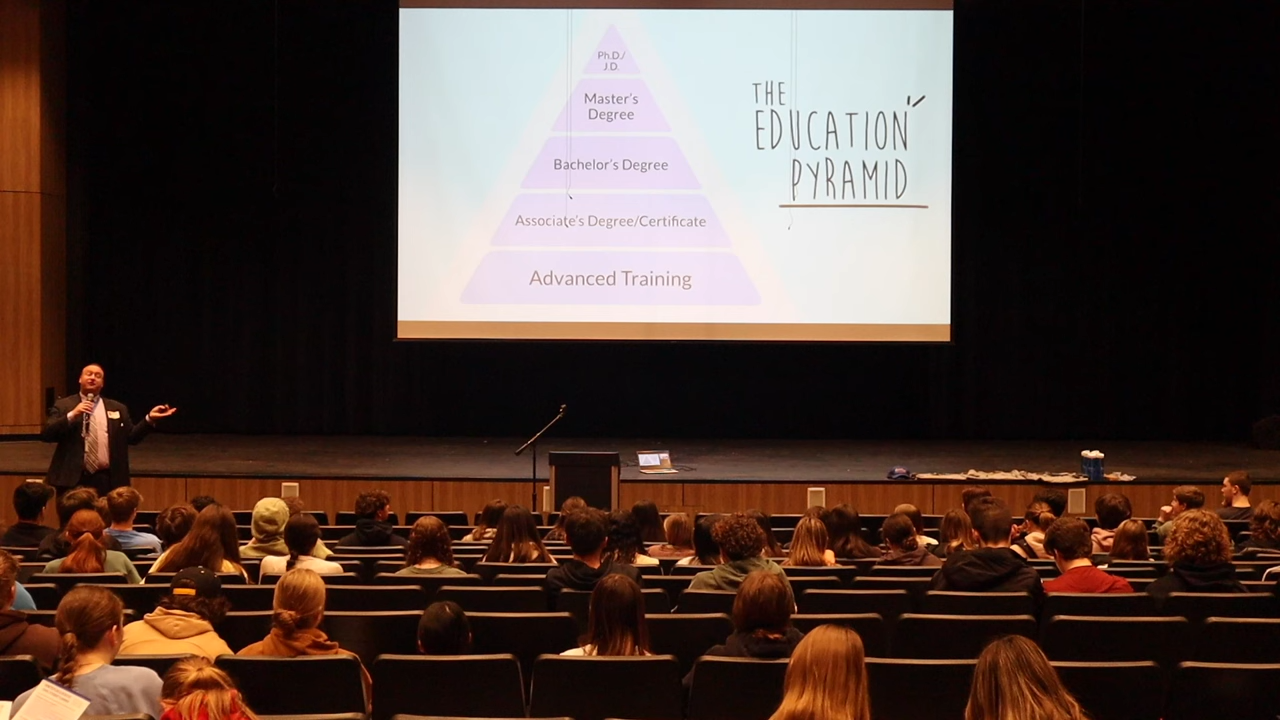 Ph.D./
J.D.
Master's
Degree
Bachelor's Degree
Associate's Degree/Certificate
Advanced Training
THE
EDUCATION
PYRAMID